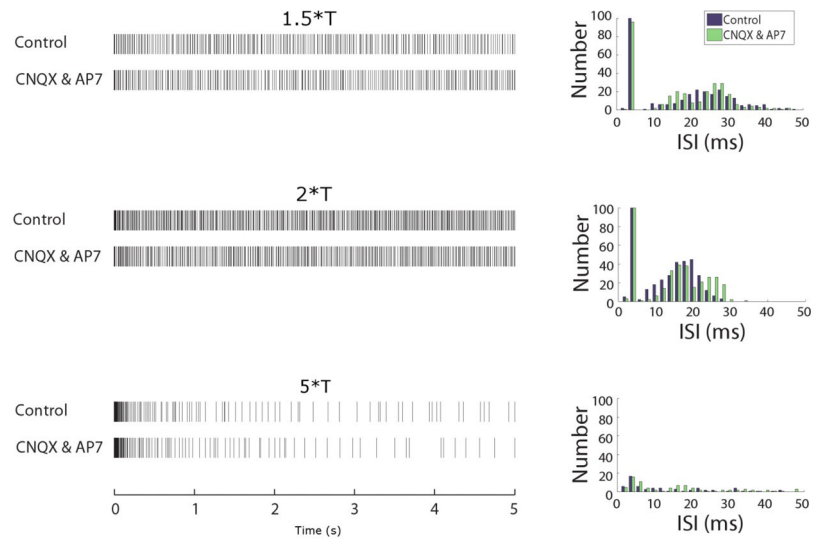 1.5*T
Control
CNQX & AP7
100
80
60
40
20
0
Number
Control
CNQX & AP7
0 10 20 30 40 50
ISI (ms)
2*T
Control
CNQX & AP7
100
80
60
40
20
0
Number
0 10 20 30 40 50
ISI (ms)
5*T
Control
CNQX & AP7
100
80
60
40
20
0
Number
0 10 20 30 40 50
ISI (ms)
0 1 2 3 4 5
Time (s)